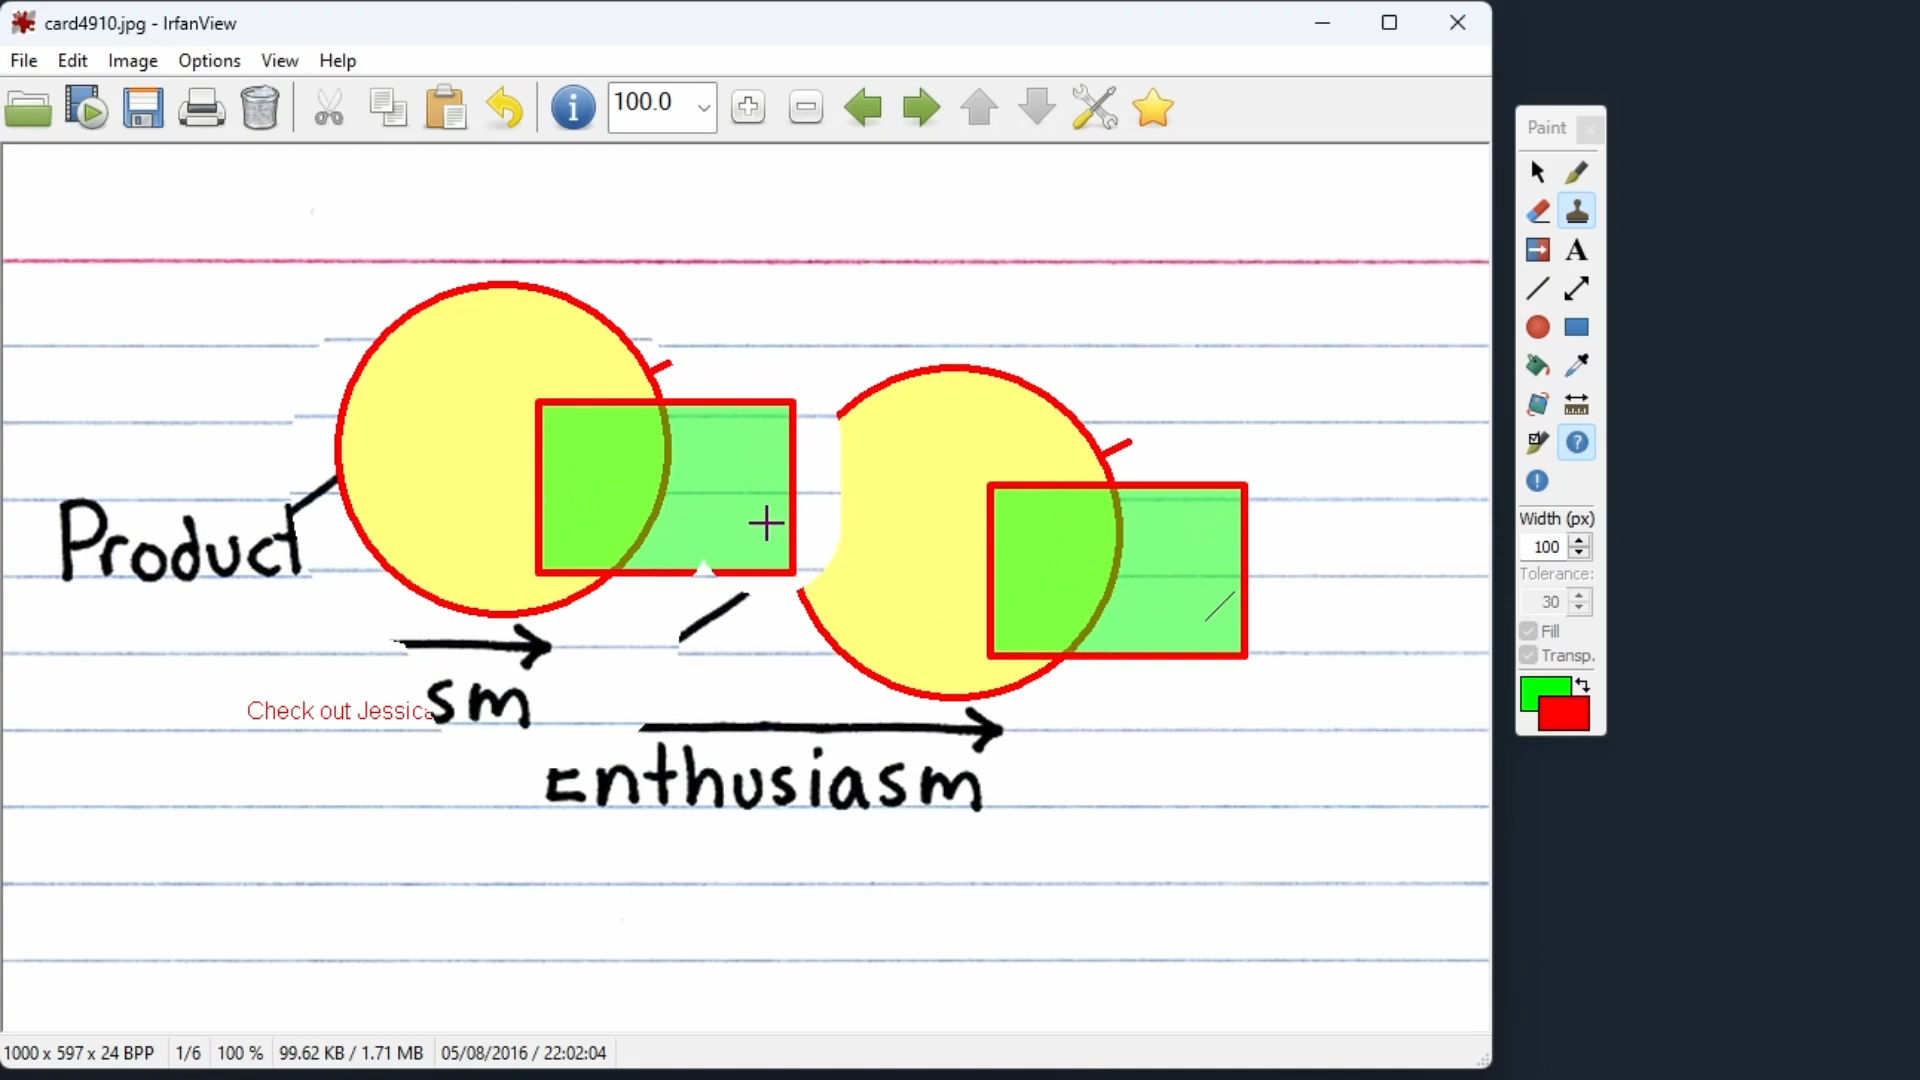 card4910.jpg - IrfanView
File Edit Image Options View Help
100.0
Paint
Product
Check out Jessica
sm
Enthusiasm
Width (px)
100
Tolerance:
30
Fill
Transp.
1000 x 597 x 24 BPP 1/6 100 % 99.62 KB / 1.71 MB 05/08/2016 / 22:02:04